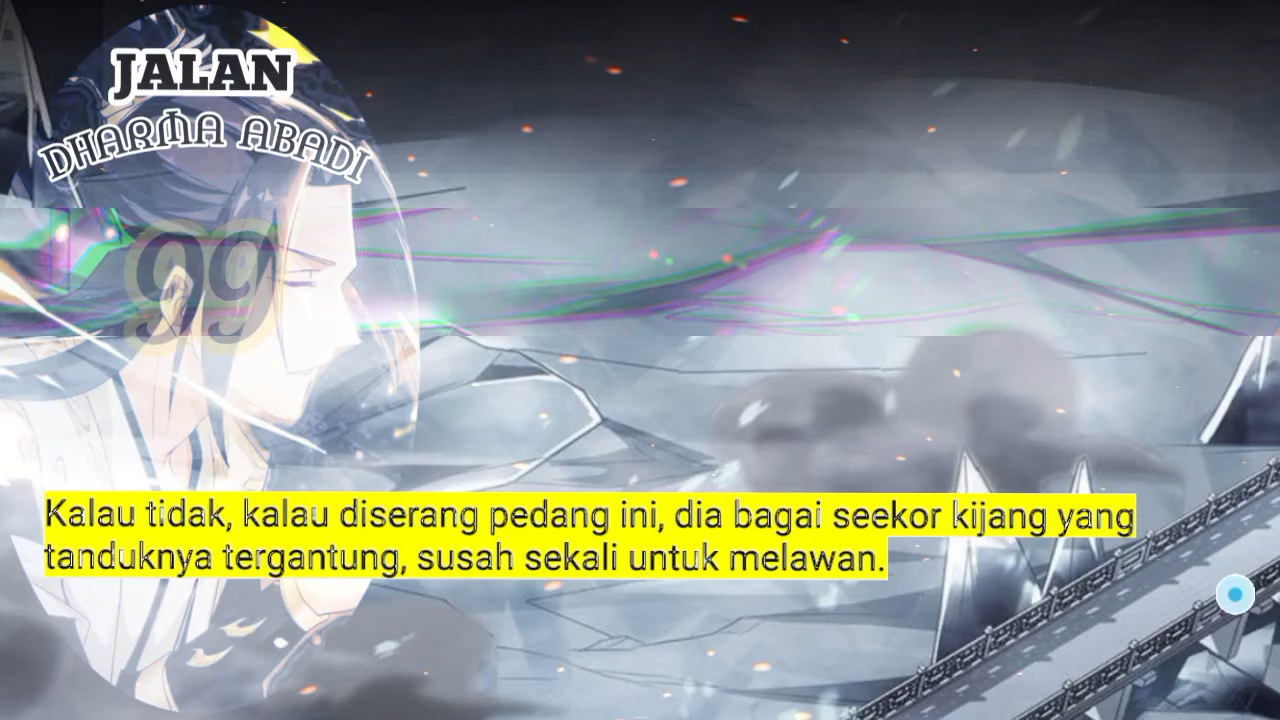 JALAN
DHARMA ABADI
99
Kalau tidak, kalau diserang pedang ini, dia bagai seekor kijang yang
tanduknya tergantung, susah sekali untuk melawan.